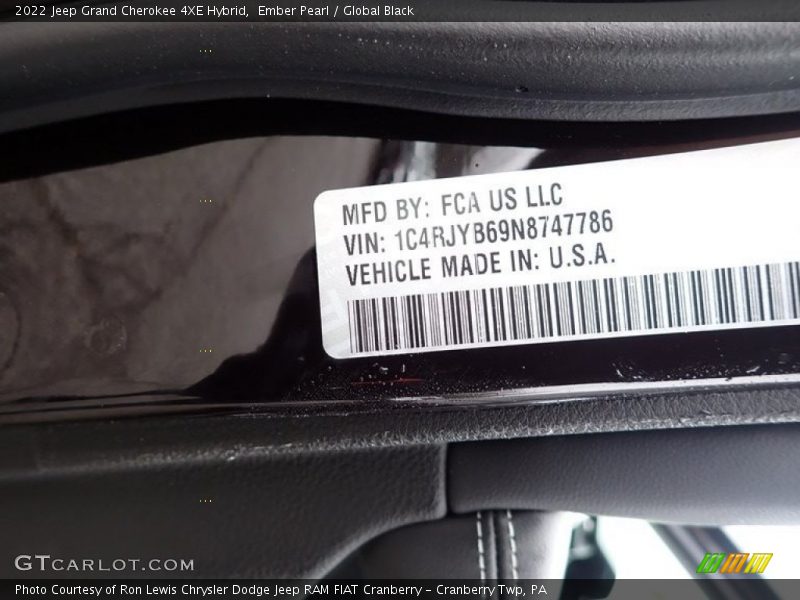 2022 Jeep Grand Cherokee 4XE Hybrid, Ember Pearl / Global Black
MFD BY: FCA US LLC
VIN: 1C4RJYB69N8747786
VEHICLE MADE IN: U.S.A.
GTCARLOT.COM
Photo Courtesy of Ron Lewis Chrysler Dodge Jeep RAM FIAT Cranberry - Cranberry Twp, PA